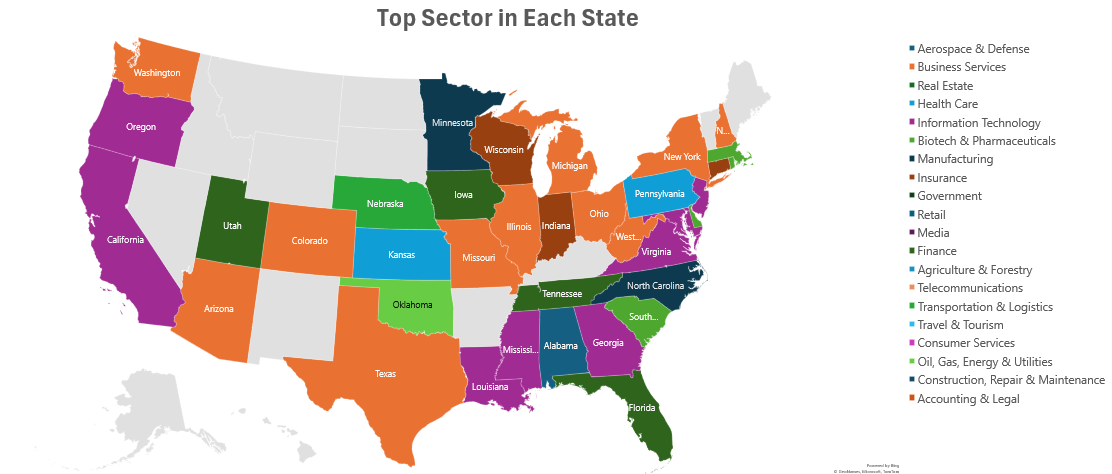 Top Sector in Each State
Washington
Oregon
California
Utah
Arizona
Colorado
Nebraska
Kansas
Oklahoma
Texas
Minnesota
Iowa
Missouri
Wisconsin
Illinois
Michigan
Indiana
Ohio
Tennessee
Mississi...
Louisiana
Alabama
Georgia
Florida
South...
North Carolina
Virginia
West...
Pennsylvania
New York
N...
Aerospace & Defense
Business Services
Real Estate
Health Care
Information Technology
Biotech & Pharmaceuticals
Manufacturing
Insurance
Government
Retail
Media
Finance
Agriculture & Forestry
Telecommunications
Transportation & Logistics
Travel & Tourism
Consumer Services
Oil, Gas, Energy & Utilities
Construction, Repair & Maintenance
Accounting & Legal
Powered by Bing
© GeoNames, Microsoft, TomTom